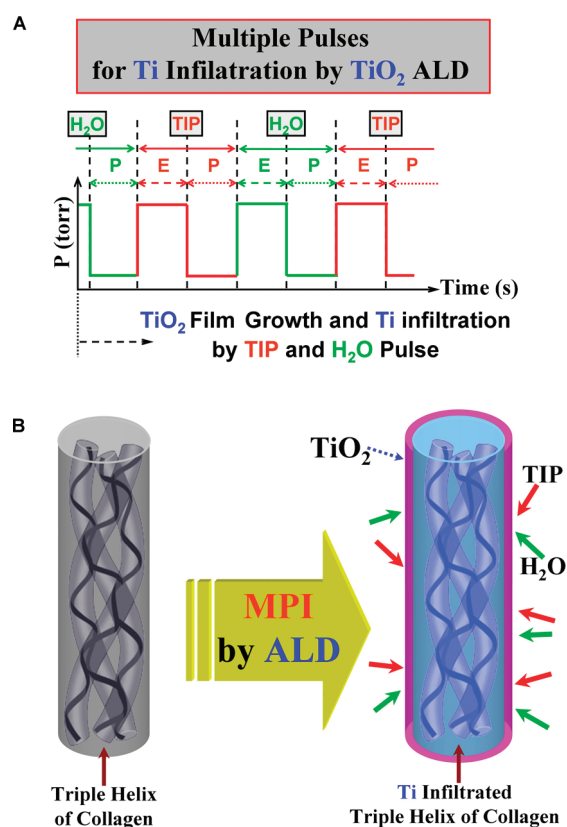 A
Multiple Pulses
for Ti Infilatration by TiO2 ALD
H2O TIP H2O TIP
P E P E P E P
P (torr)
Time (s)
TiO2 Film Growth and Ti infiltration
by TIP and H2O Pulse
B
TiO2
TIP
H2O
MPI
by ALD
Triple Helix
of Collagen
Ti Infiltrated
Triple Helix of Collagen